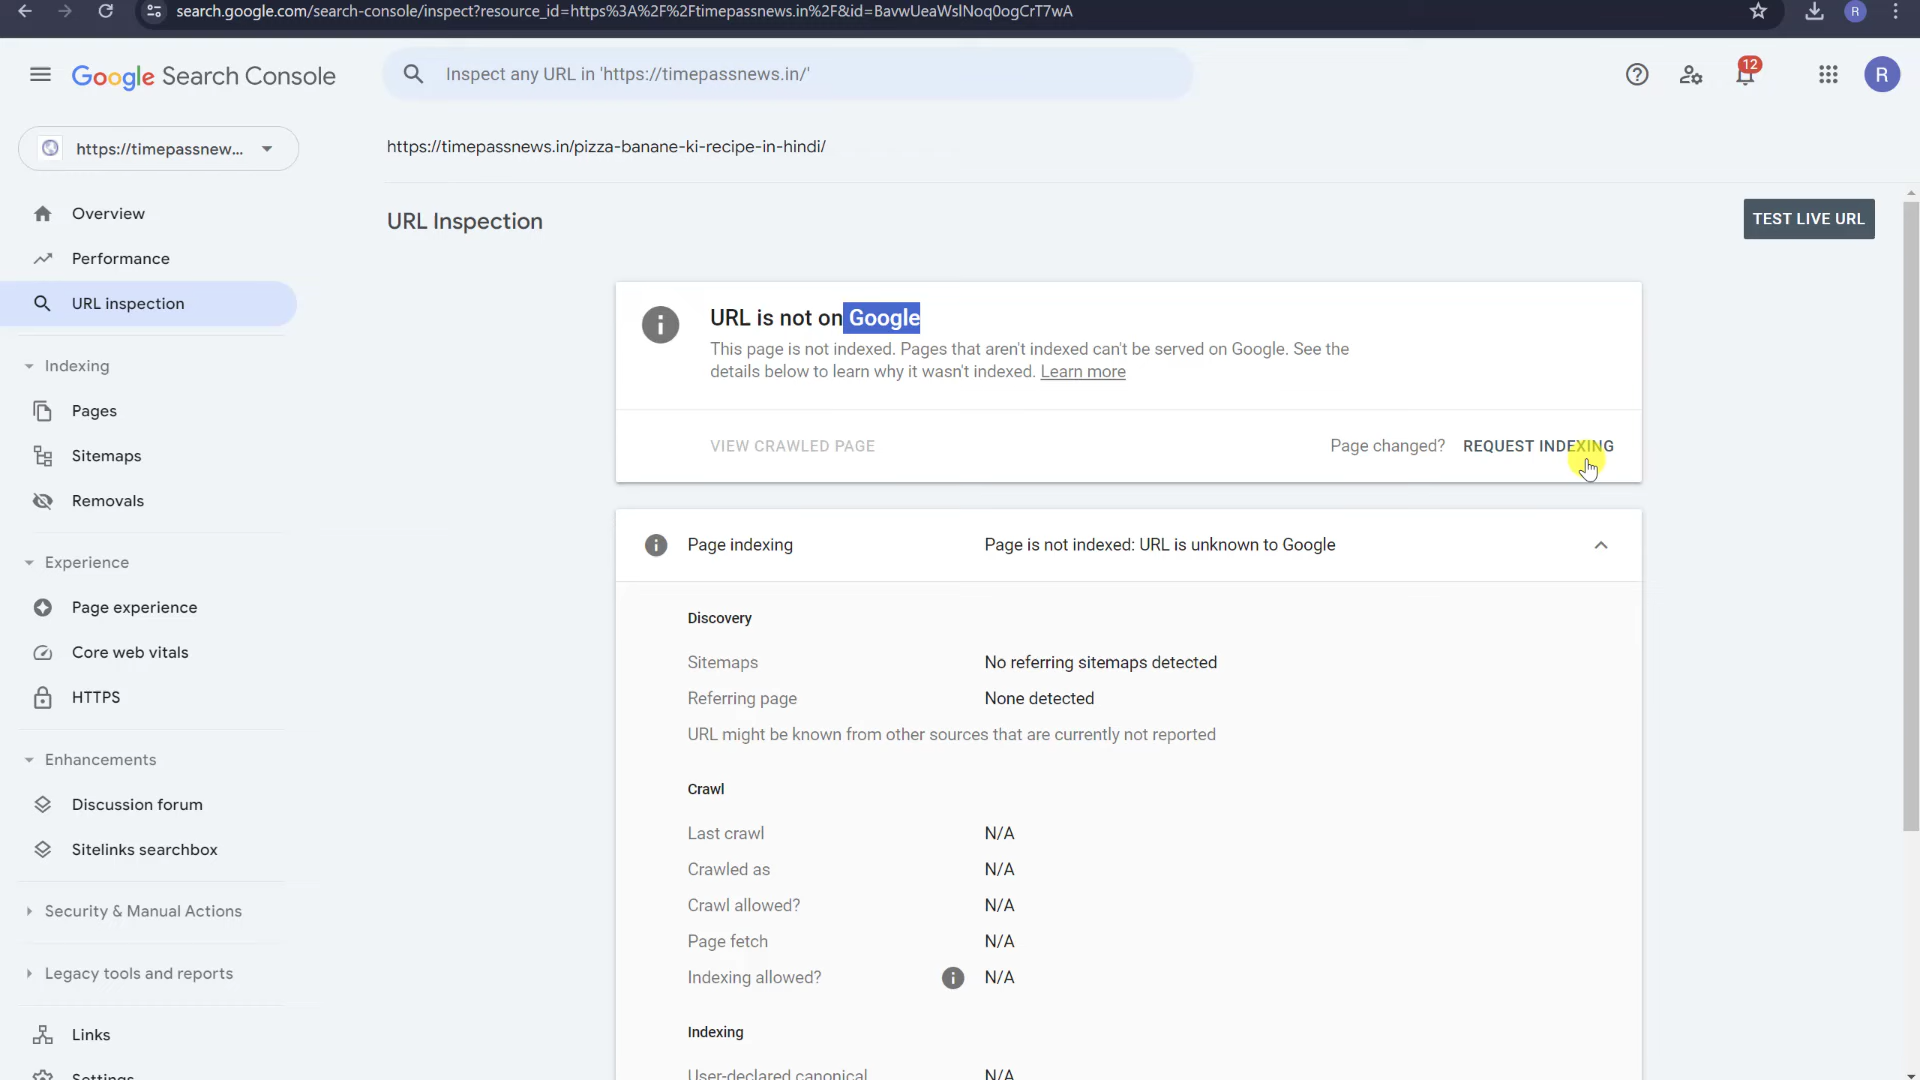 search.google.com/search-console/inspect?resource_id=https%3A%2F%2Ftimepassnews.in%2F&id=BavwUeaWslNoq0ogCrT7wA
R
Google Search Console
Inspect any URL in 'https://timepassnews.in/'
12
R
https://timepassnew...
https://timepassnews.in/pizza-banane-ki-recipe-in-hindi/
Overview
Performance
URL inspection
Indexing
Pages
Sitemaps
Removals
Experience
Page experience
Core web vitals
HTTPS
Enhancements
Discussion forum
Sitelinks searchbox
Security & Manual Actions
Legacy tools and reports
Links
Settings
URL Inspection
TEST LIVE URL
URL is not on Google
This page is not indexed. Pages that aren't indexed can't be served on Google. See the
details below to learn why it wasn't indexed. Learn more
VIEW CRAWLED PAGE
Page changed? REQUEST INDEXING
Page indexing Page is not indexed: URL is unknown to Google
Discovery
Sitemaps No referring sitemaps detected
Referring page None detected
URL might be known from other sources that are currently not reported
Crawl
Last crawl N/A
Crawled as N/A
Crawl allowed? N/A
Page fetch N/A
Indexing allowed? N/A
Indexing
User-declared canonical N/A